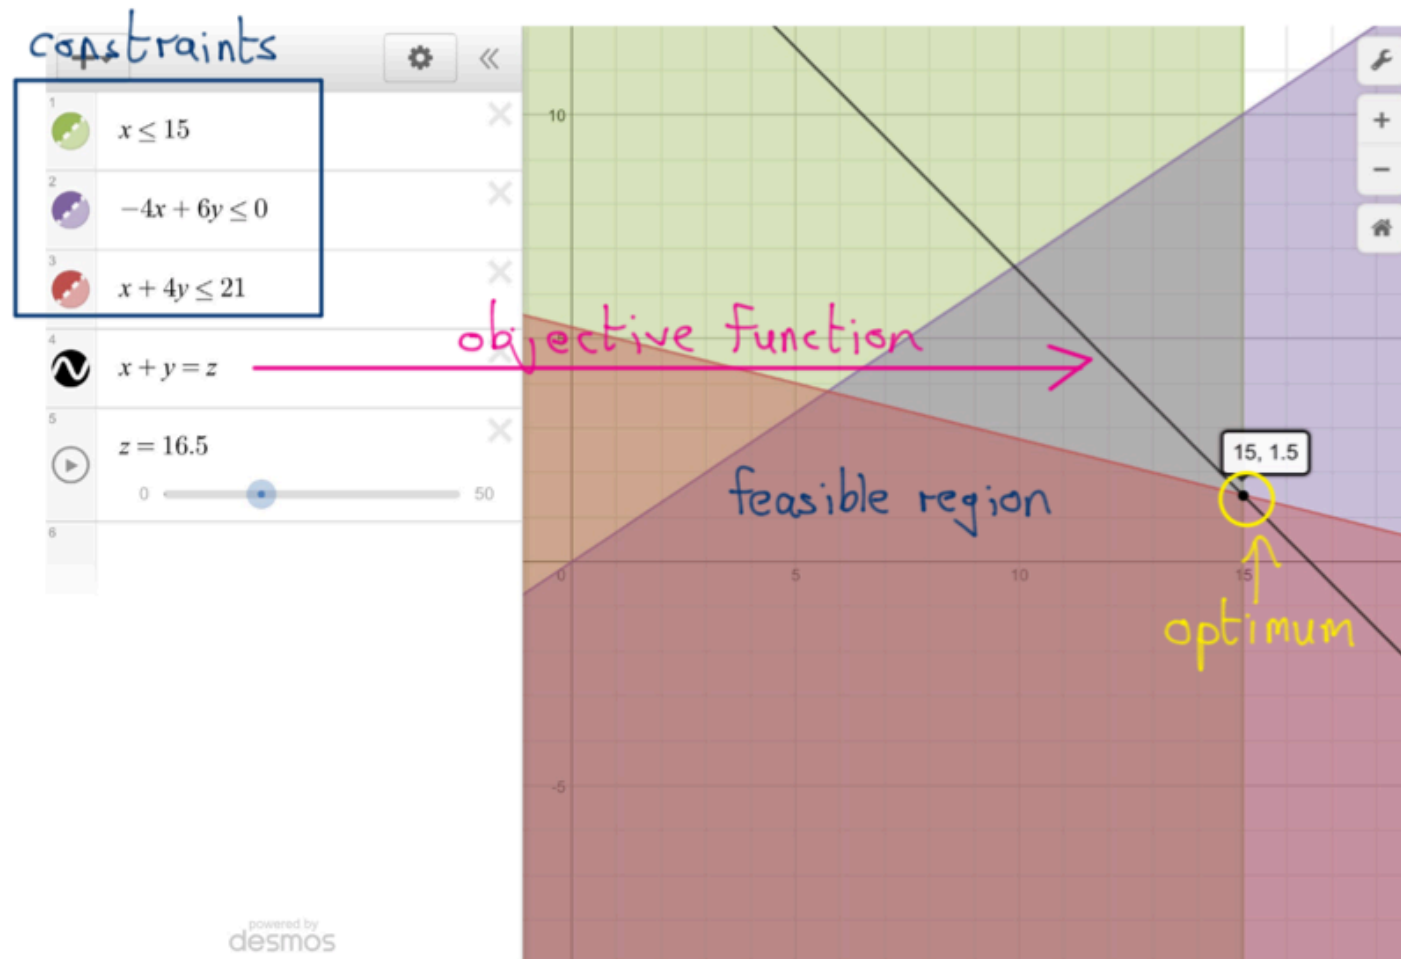 constraints
1
x ≤ 15
2
−4x + 6y ≤ 0
3
x + 4y ≤ 21
4
x + y = z
5
z = 16.5
0
50
6
powered by
desmos
objective function
10
15, 1.5
feasible region
0
5
10
15
optimum
-5